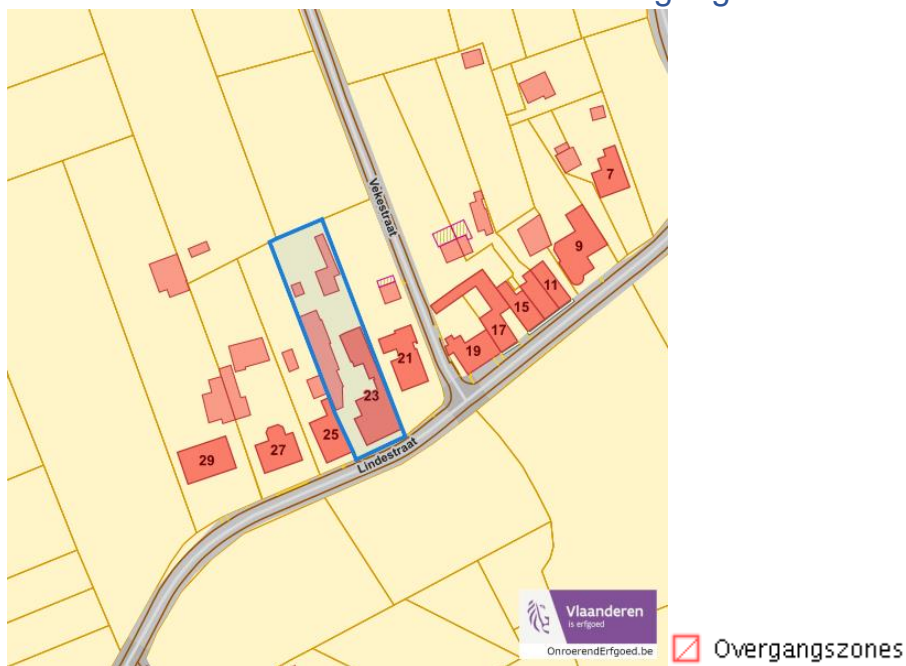 Vekestraat
7
9
11
15
17
19
21
23
25
27
29
Lindestraat
Vlaanderen
is erfgoed
OnroerendErfgoed.be
Overgangszones